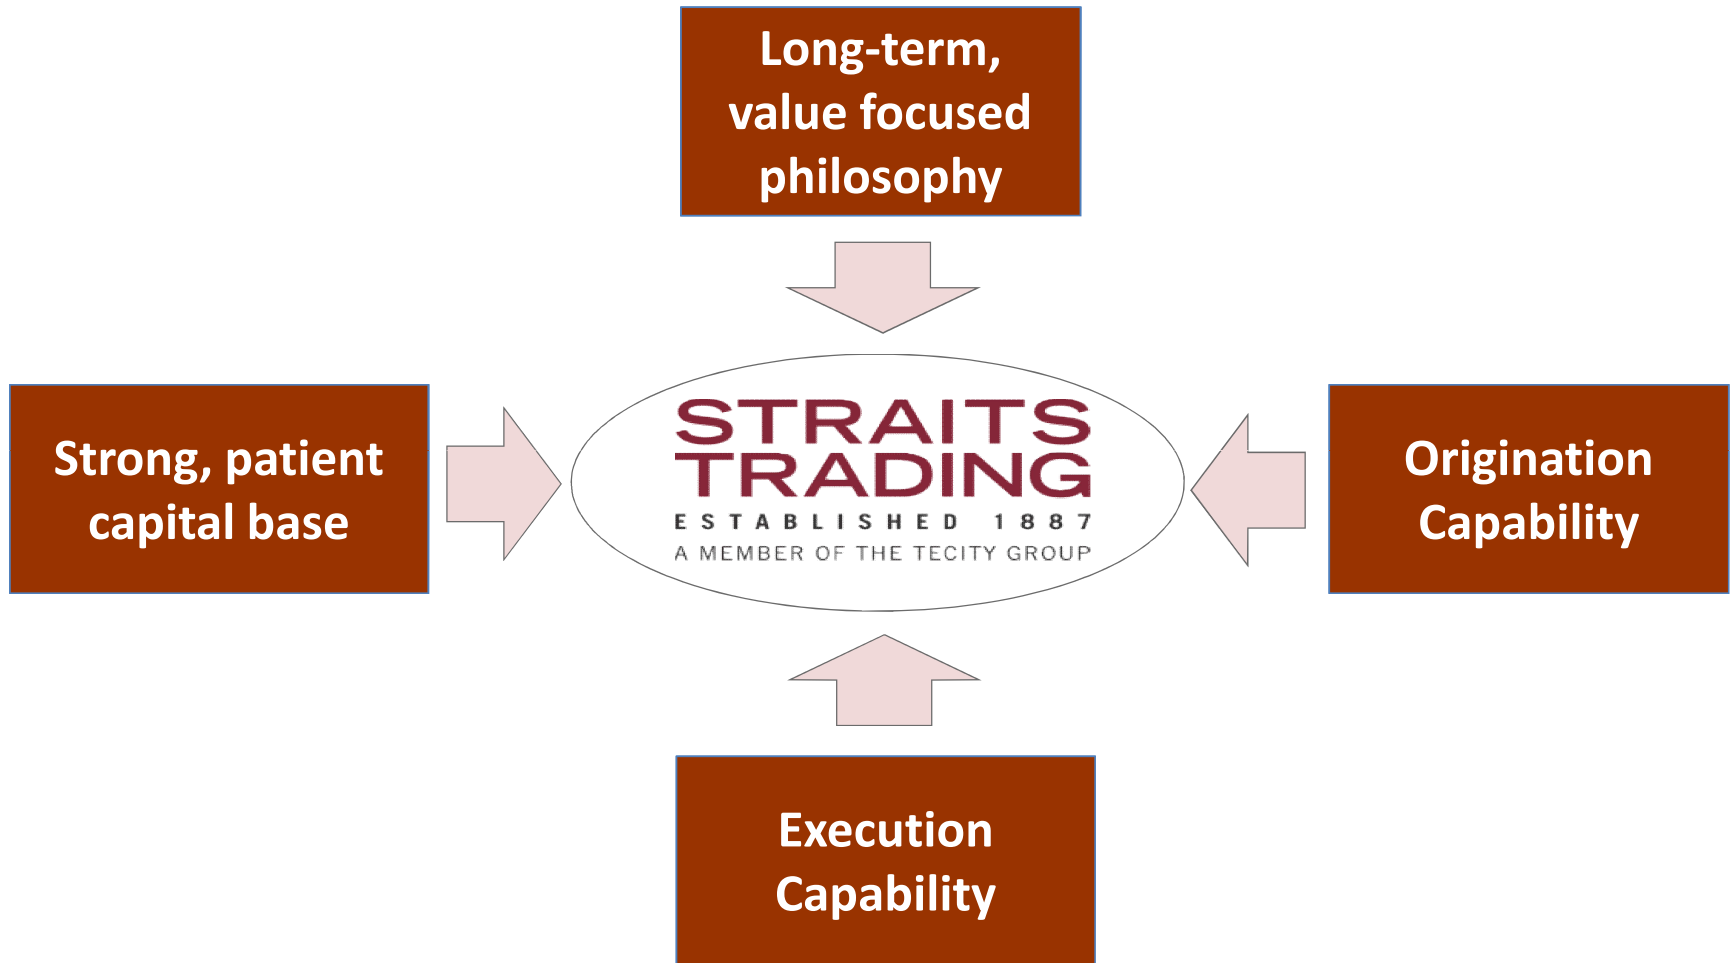 Long-term,
value focused
philosophy
Strong, patient
capital base
STRAITS
TRADING
ESTABLISHED 1887
A MEMBER OF THE TECITY GROUP
Origination
Capability
Execution
Capability